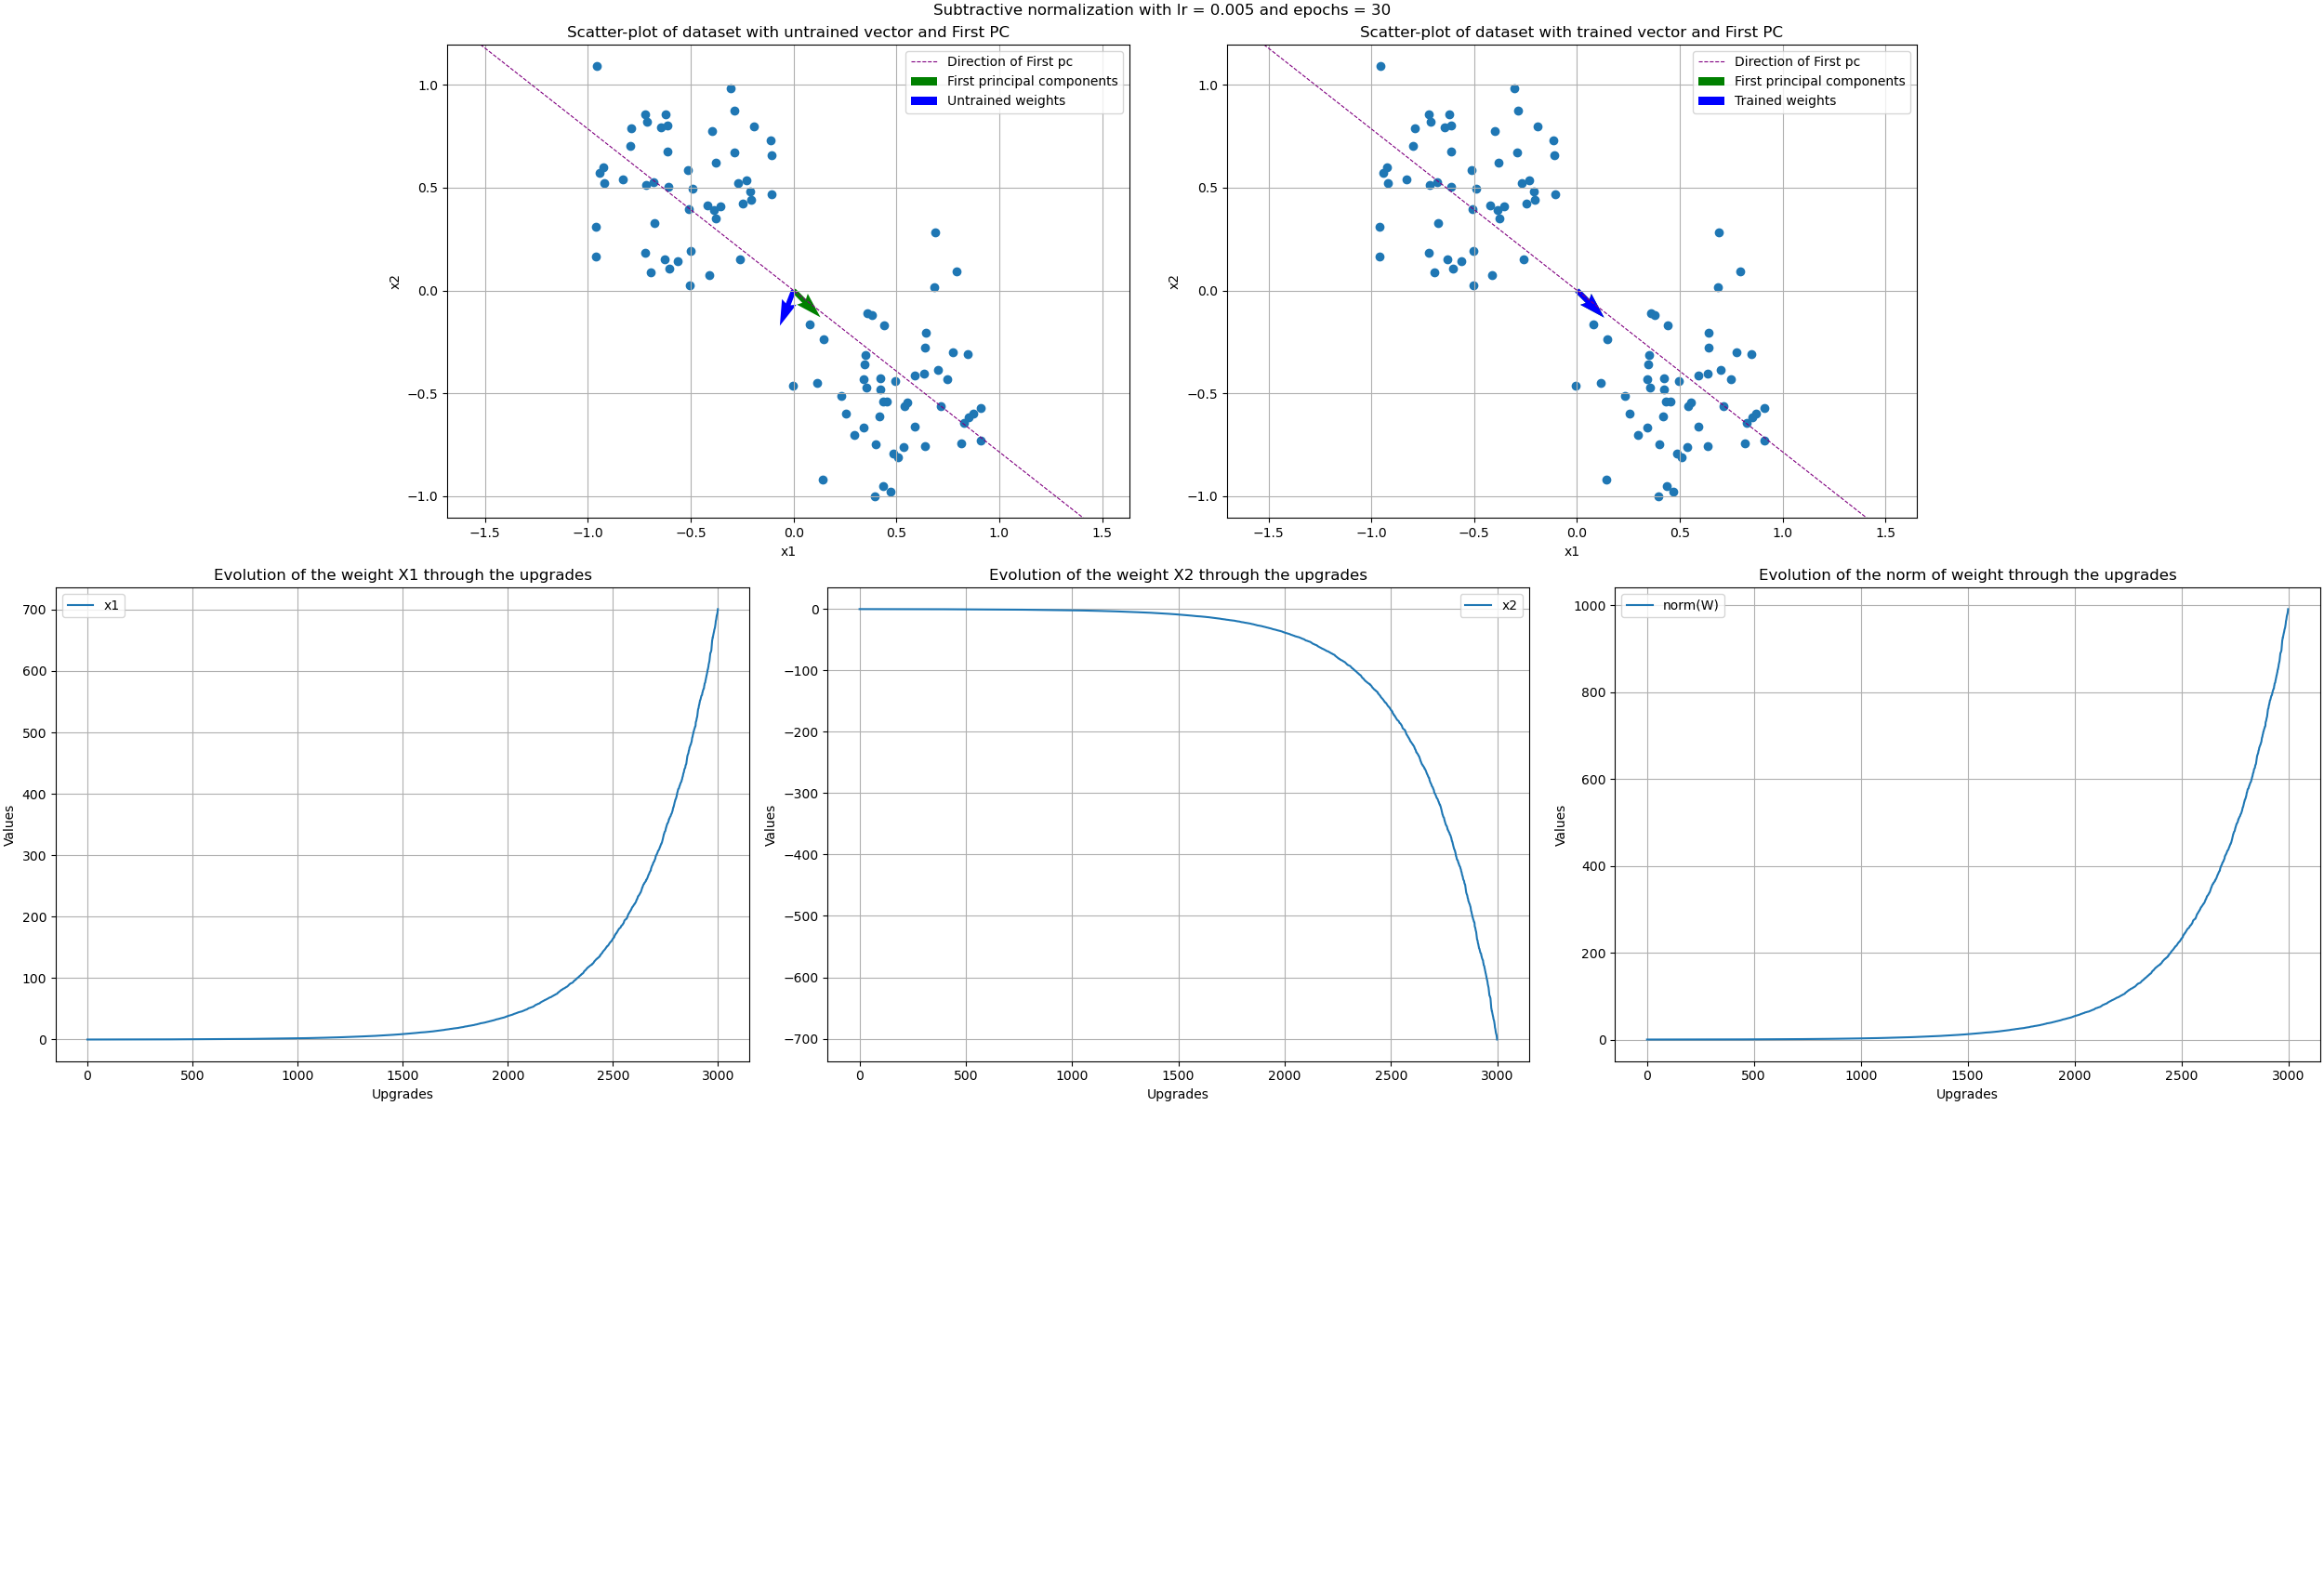 Subtractive normalization with lr = 0.005 and epochs = 30
Scatter-plot of dataset with untrained vector and First PC
Direction of First pc
First principal components
Untrained weights
1.0
0.5
0.0
−0.5
−1.0
x2
−1.5 −1.0 −0.5 0.0 0.5 1.0 1.5
x1
Scatter-plot of dataset with trained vector and First PC
Direction of First pc
First principal components
Trained weights
1.0
0.5
0.0
−0.5
−1.0
x2
−1.5 −1.0 −0.5 0.0 0.5 1.0 1.5
x1
Evolution of the weight X1 through the upgrades
x1
700
600
500
400
300
200
100
0
Values
0 500 1000 1500 2000 2500 3000
Upgrades
Evolution of the weight X2 through the upgrades
x2
0
−100
−200
−300
−400
−500
−600
−700
Values
0 500 1000 1500 2000 2500 3000
Upgrades
Evolution of the norm of weight through the upgrades
norm(W)
1000
800
600
400
200
0
Values
0 500 1000 1500 2000 2500 3000
Upgrades